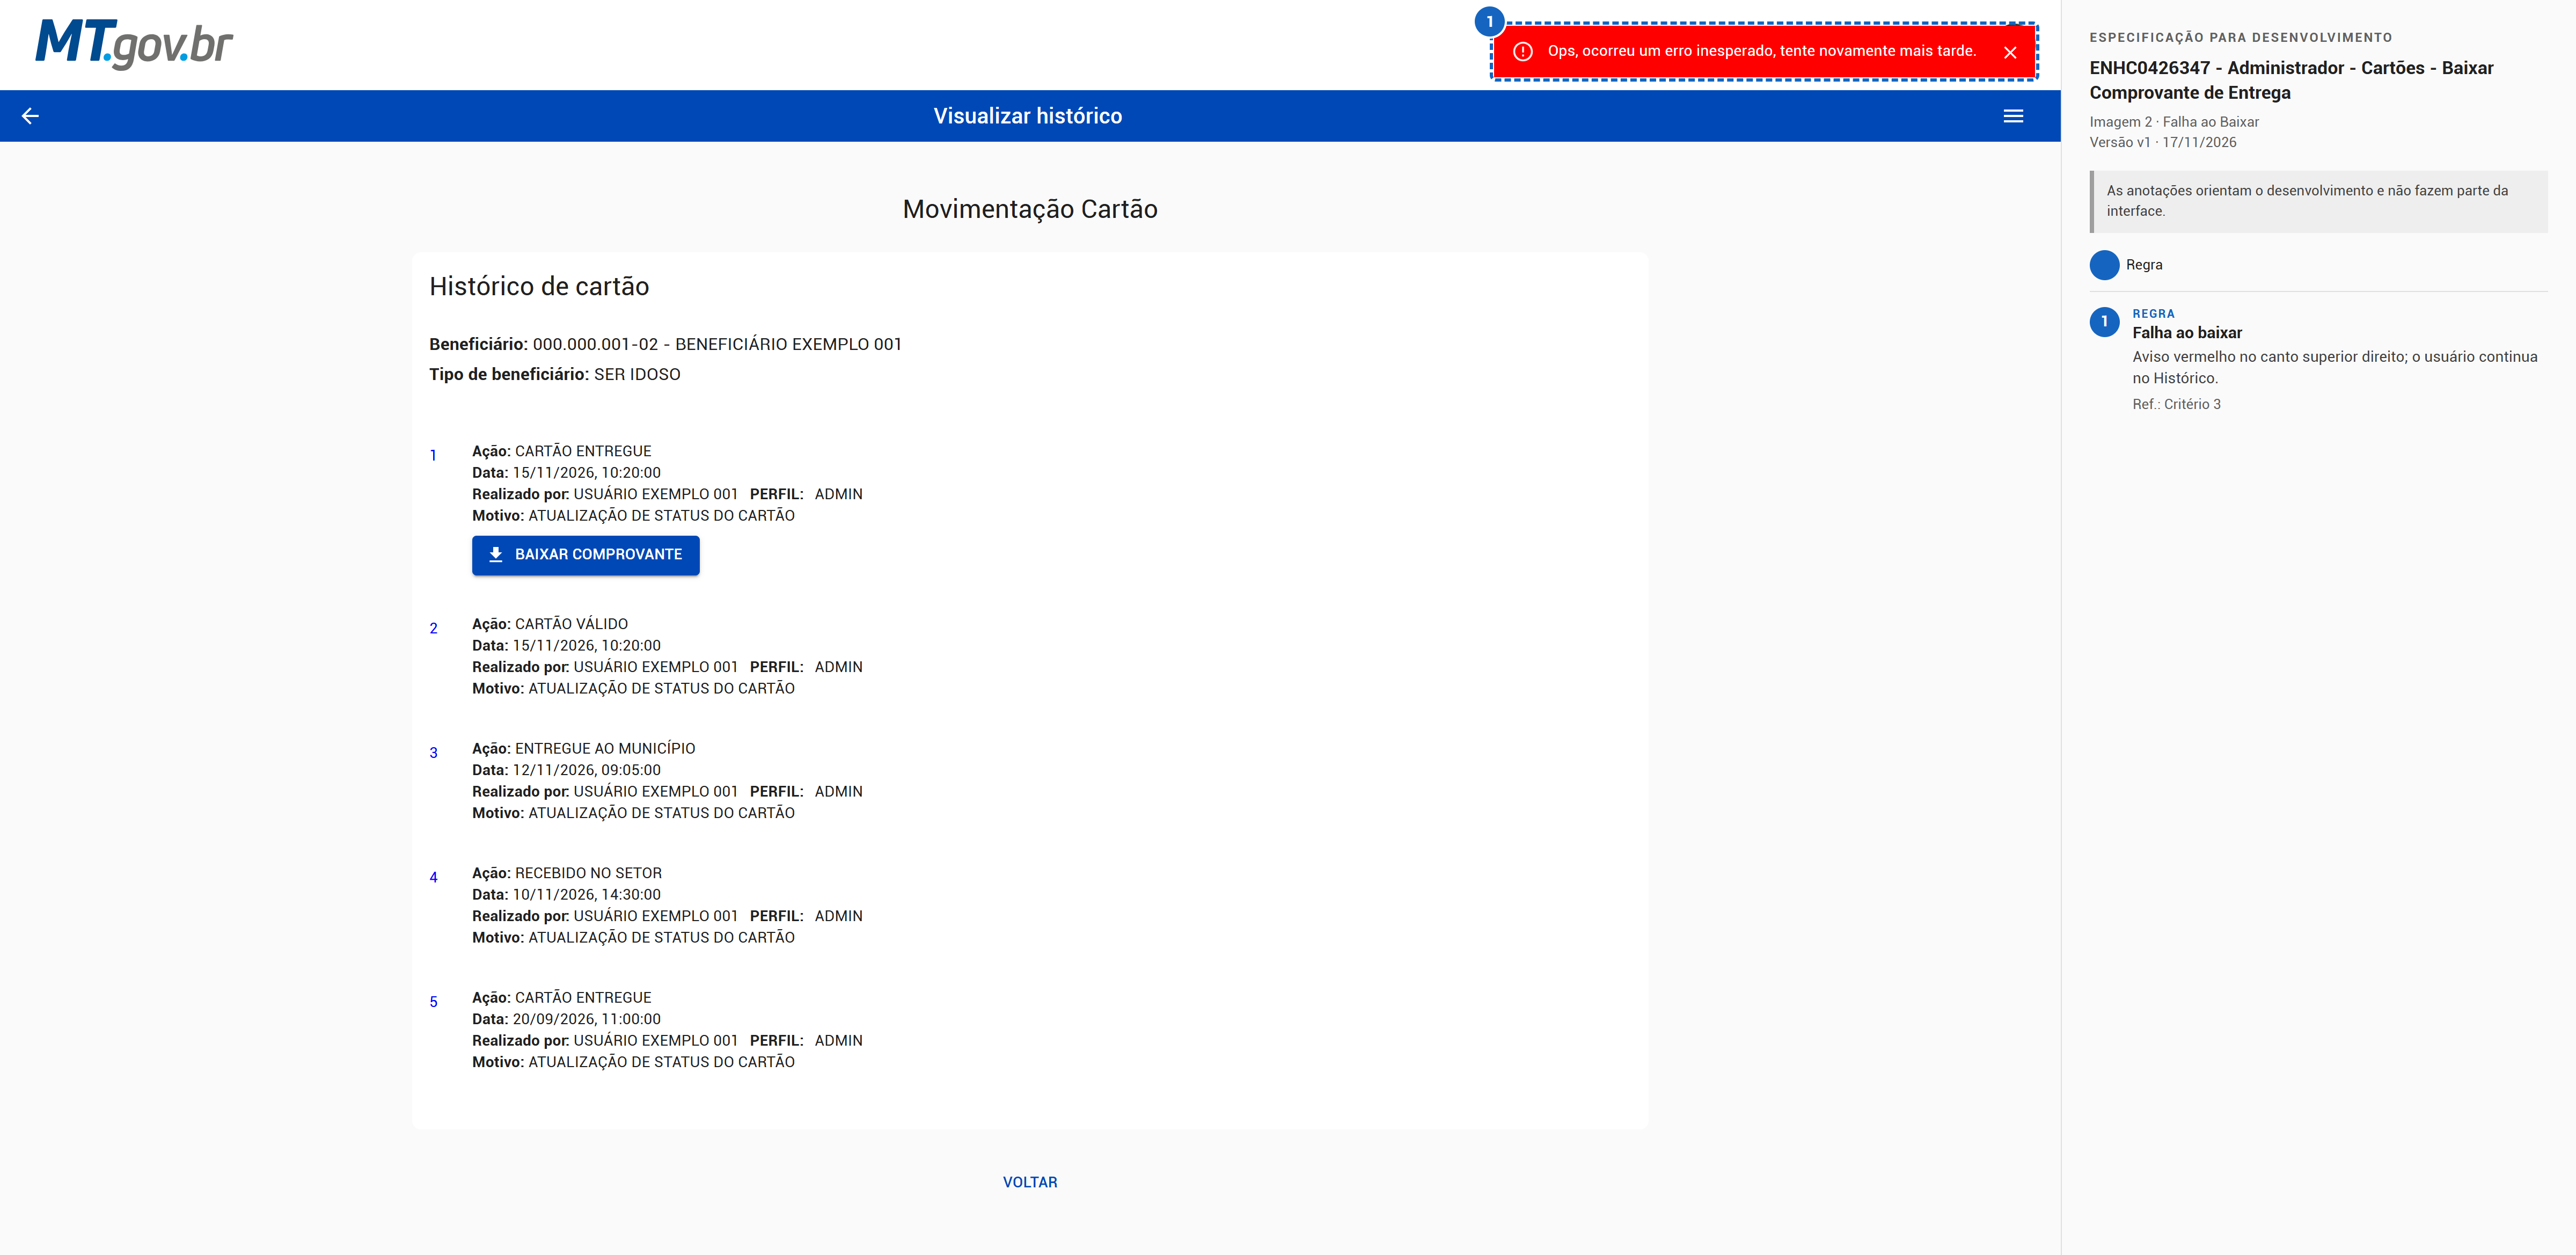 MT.gov.br
1
Ops, ocorreu um erro inesperado, tente novamente mais tarde.
Visualizar histórico
Movimentação Cartão
Histórico de cartão
Beneficiário: 000.000.001-02 - BENEFICIÁRIO EXEMPLO 001
Tipo de beneficiário: SER IDOSO
1
Ação: CARTÃO ENTREGUE
Data: 15/11/2026, 10:20:00
Realizado por: USUÁRIO EXEMPLO 001 PERFIL: ADMIN
Motivo: ATUALIZAÇÃO DE STATUS DO CARTÃO
BAIXAR COMPROVANTE
2
Ação: CARTÃO VÁLIDO
Data: 15/11/2026, 10:20:00
Realizado por: USUÁRIO EXEMPLO 001 PERFIL: ADMIN
Motivo: ATUALIZAÇÃO DE STATUS DO CARTÃO
3
Ação: ENTREGUE AO MUNICÍPIO
Data: 12/11/2026, 09:05:00
Realizado por: USUÁRIO EXEMPLO 001 PERFIL: ADMIN
Motivo: ATUALIZAÇÃO DE STATUS DO CARTÃO
4
Ação: RECEBIDO NO SETOR
Data: 10/11/2026, 14:30:00
Realizado por: USUÁRIO EXEMPLO 001 PERFIL: ADMIN
Motivo: ATUALIZAÇÃO DE STATUS DO CARTÃO
5
Ação: CARTÃO ENTREGUE
Data: 20/09/2026, 11:00:00
Realizado por: USUÁRIO EXEMPLO 001 PERFIL: ADMIN
Motivo: ATUALIZAÇÃO DE STATUS DO CARTÃO
VOLTAR
ESPECIFICAÇÃO PARA DESENVOLVIMENTO
ENHC0426347 - Administrador - Cartões - Baixar
Comprovante de Entrega
Imagem 2 · Falha ao Baixar
Versão v1 · 17/11/2026
As anotações orientam o desenvolvimento e não fazem parte da
interface.
Regra
1
REGRA
Falha ao baixar
Aviso vermelho no canto superior direito; o usuário continua
no Histórico.
Ref.: Critério 3